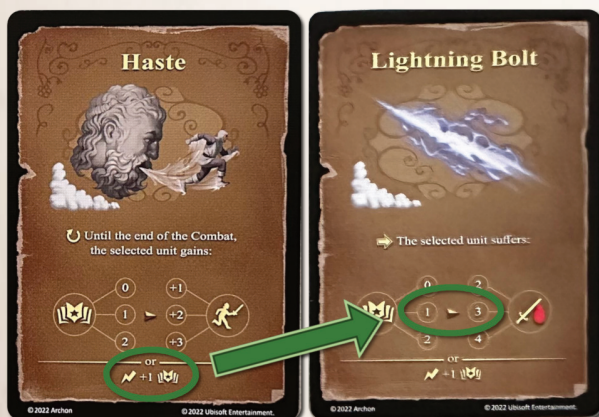 Haste
Until the end of the Combat,
the selected unit gains:
0 +1
1 +2
2 +3
or
+1
© 2022 Archon © 2022 Ubisoft Entertainment.
Lightning Bolt
The selected unit suffers:
0 2
1 3
2 4
or
+1
© 2022 Archon © 2022 Ubisoft Entertainment.